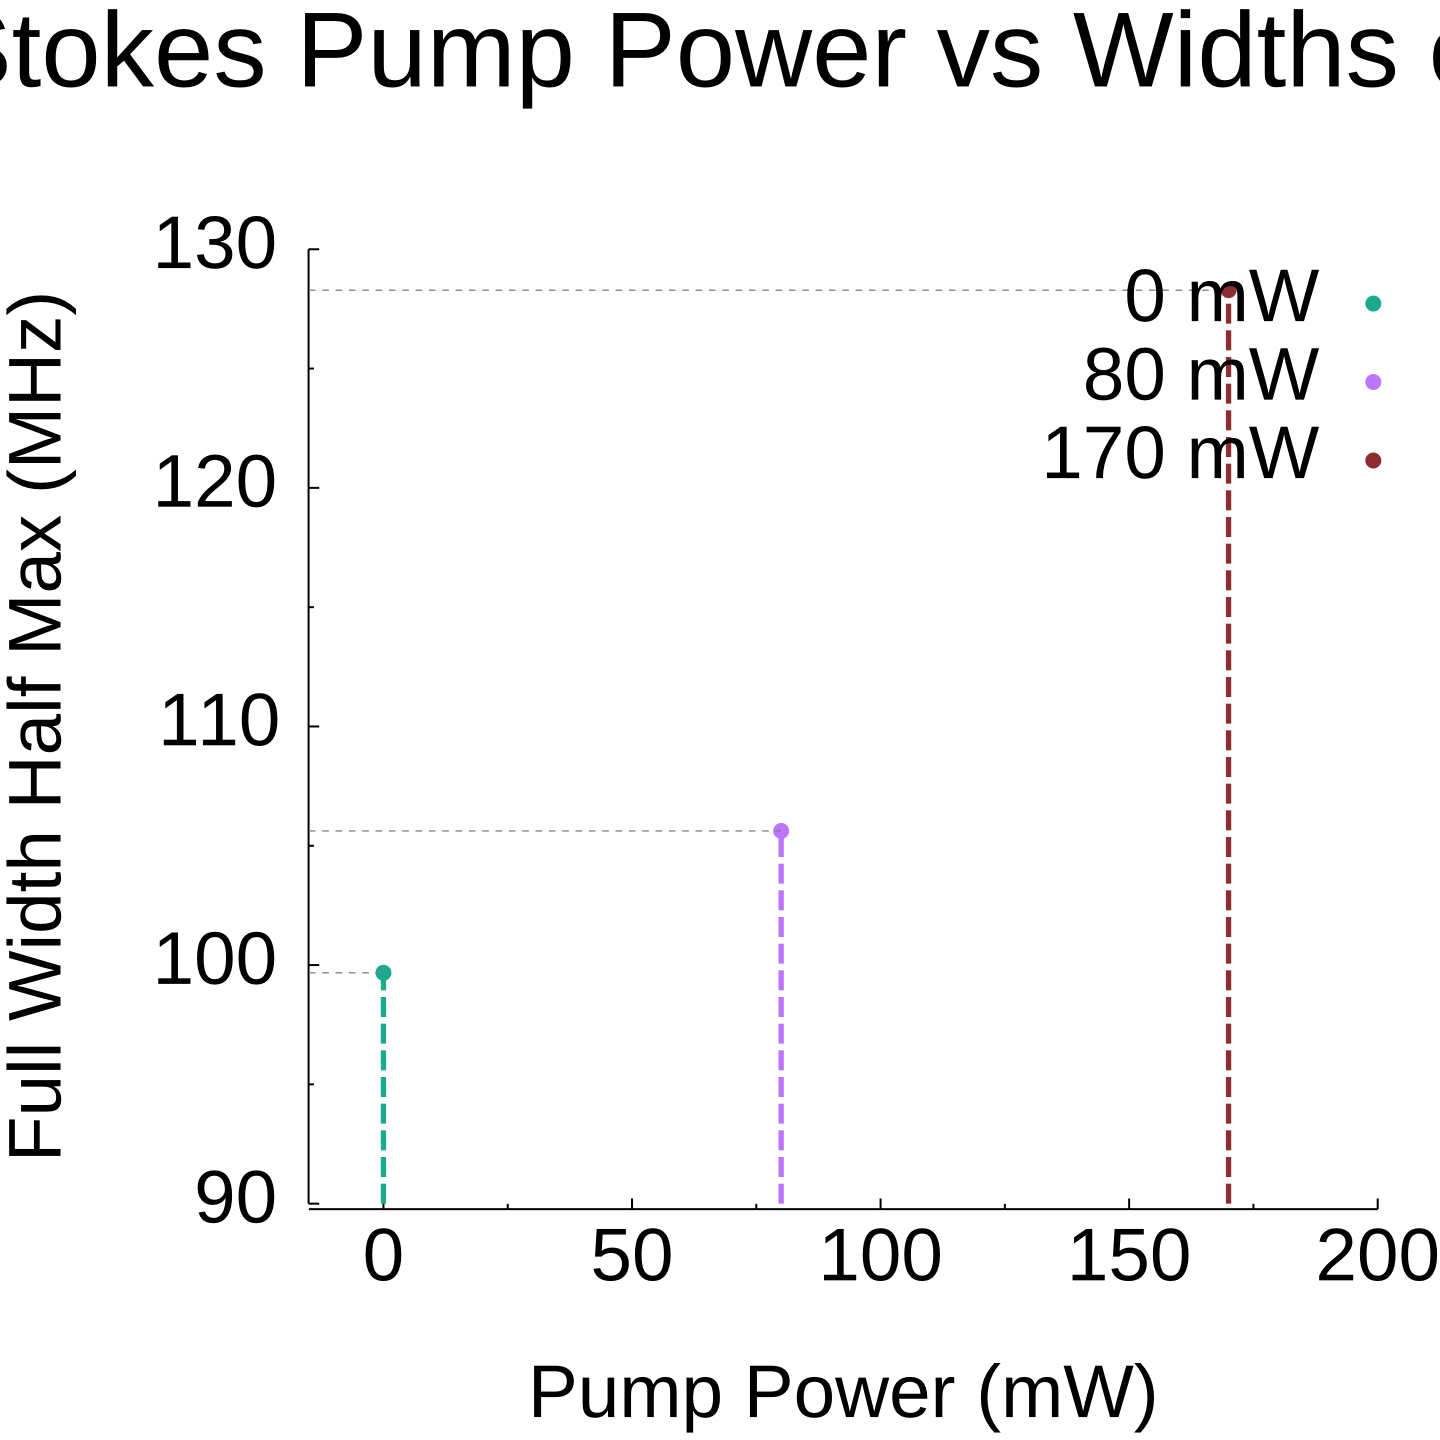 Stokes Pump Power vs Widths
130
120
110
100
90
Full Width Half Max (MHz)
0 mW
80 mW
170 mW
0 50 100 150 200
Pump Power (mW)